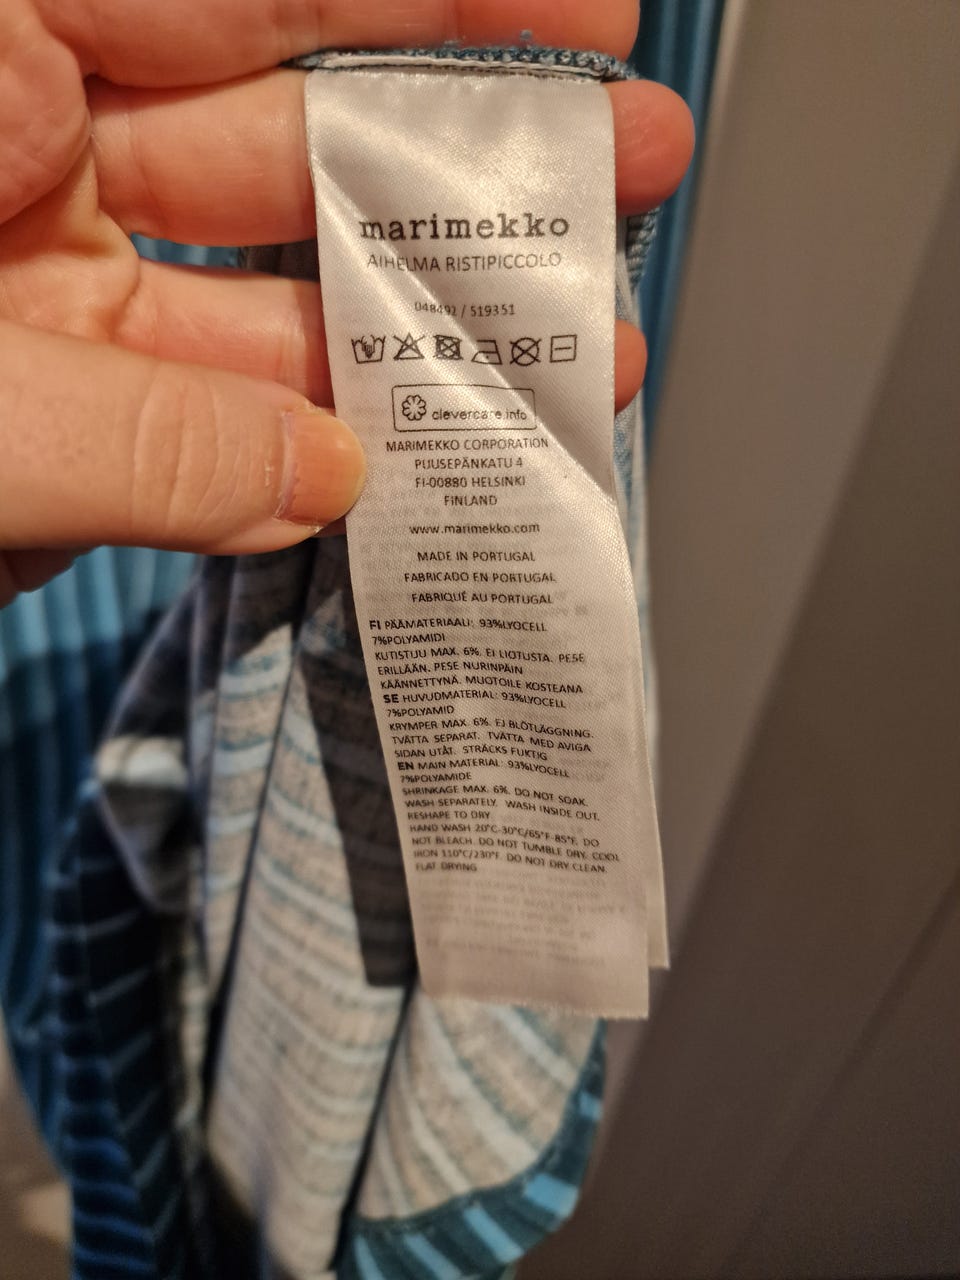 marimekko
AIHELMA RISTIPICCOLO
048492 / 519351
clevercare.info
MARIMEKKO CORPORATION
PUUSEPÄNKATU 4
FI-00880 HELSINKI
FINLAND
www.marimekko.com
MADE IN PORTUGAL
FABRICADO EN PORTUGAL
FABRIQUÉ AU PORTUGAL
FI PÄÄMATERIAALI: 93%LYOCELL
7%POLYAMIDI
KUTISTUU MAX. 6%. EI LIOTUSTA. PESE
ERILLÄÄN. PESE NURINPÄIN
KÄÄNNETTYNÄ. MUOTOILE KOSTEANA
SE HUVUDMATERIAL: 93%LYOCELL
7%POLYAMID
KRYMPER MAX. 6%. EJ BLÖTLÄGGNING.
TVÄTTA SEPARAT. TVÄTTA MED AVIGA
SIDAN UTÅT. STRÄCKS FUKTIG
EN MAIN MATERIAL: 93%LYOCELL
7%POLYAMIDE
SHRINKAGE MAX. 6%. DO NOT SOAK.
WASH SEPARATELY. WASH INSIDE OUT.
RESHAPE TO DRY
HAND WASH 20°C-30°C/65°F-85°F. DO
NOT BLEACH. DO NOT TUMBLE DRY. COOL
IRON 110°C/230°F. DO NOT DRY CLEAN.
FLAT DRYING